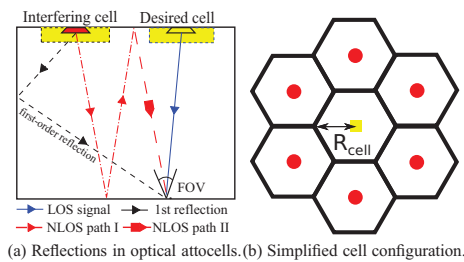 Interfering cell
Desired cell
first-order reflection
FOV
LOS signal
1st reflection
NLOS path I
NLOS path II
R_cell
(a) Reflections in optical attocells.
(b) Simplified cell configuration.